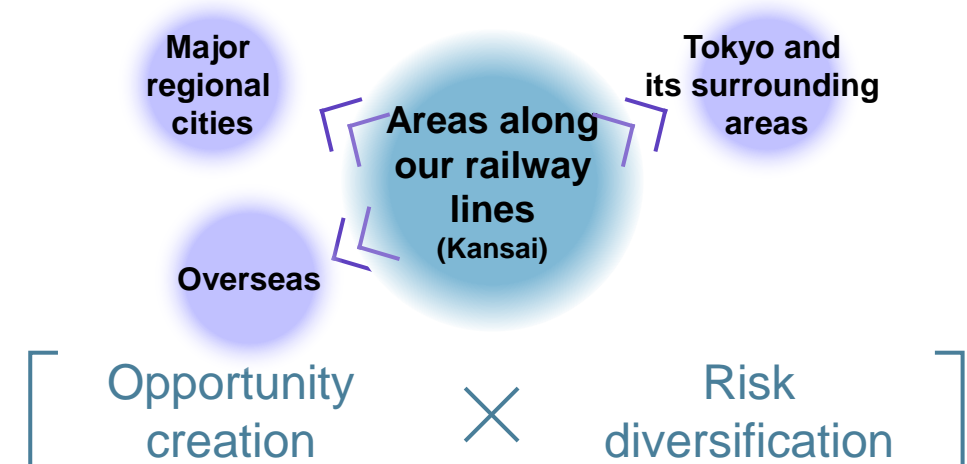 Major
regional
cities
Areas along
our railway
lines
(Kansai)
Tokyo and
its surrounding
areas
Overseas
Opportunity
creation
Risk
diversification